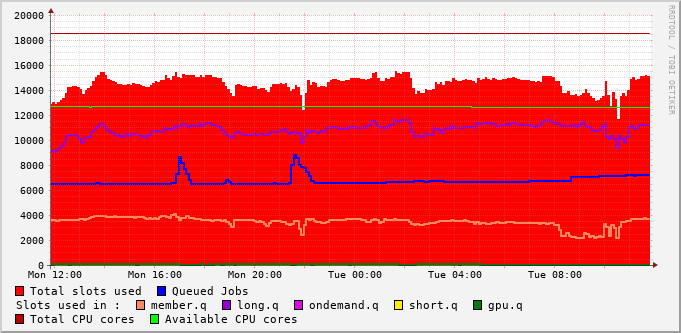 20000
18000
16000
14000
12000
10000
8000
6000
4000
2000
0
Mon 12:00 Mon 16:00 Mon 20:00 Tue 00:00 Tue 04:00 Tue 08:00
Total slots used Queued Jobs
Slots used in : member.q long.q ondemand.q short.q gpu.q
Total CPU cores Available CPU cores
RRDTOOL / TOBI OETIKER